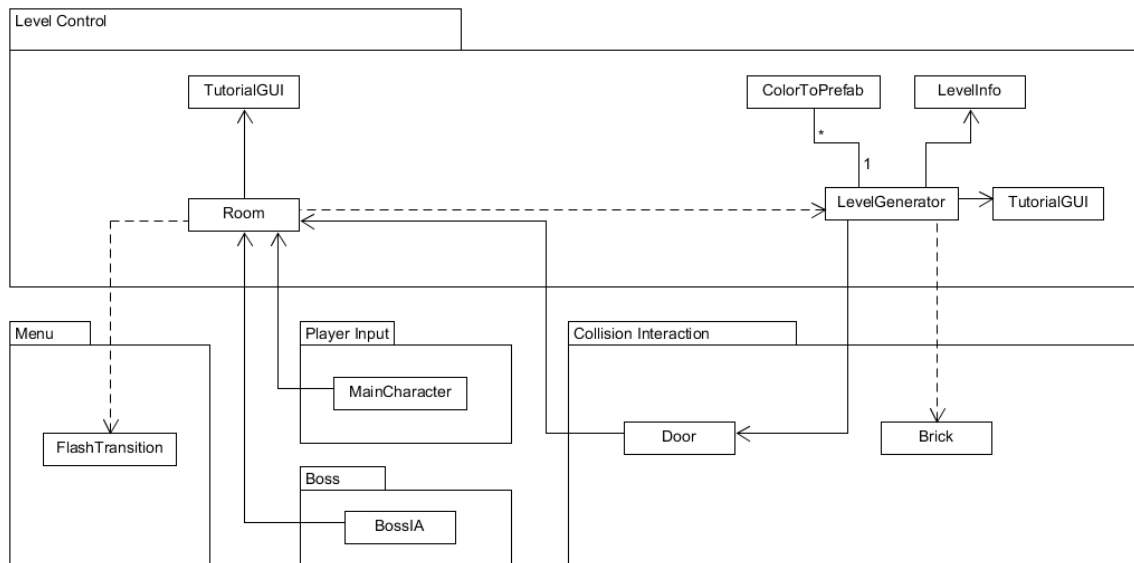 Level Control
TutorialGUI
ColorToPrefab
LevelInfo
*
1
Room
LevelGenerator
TutorialGUI
Menu
Player Input
Collision Interaction
MainCharacter
FlashTransition
Door
Brick
Boss
BossIA